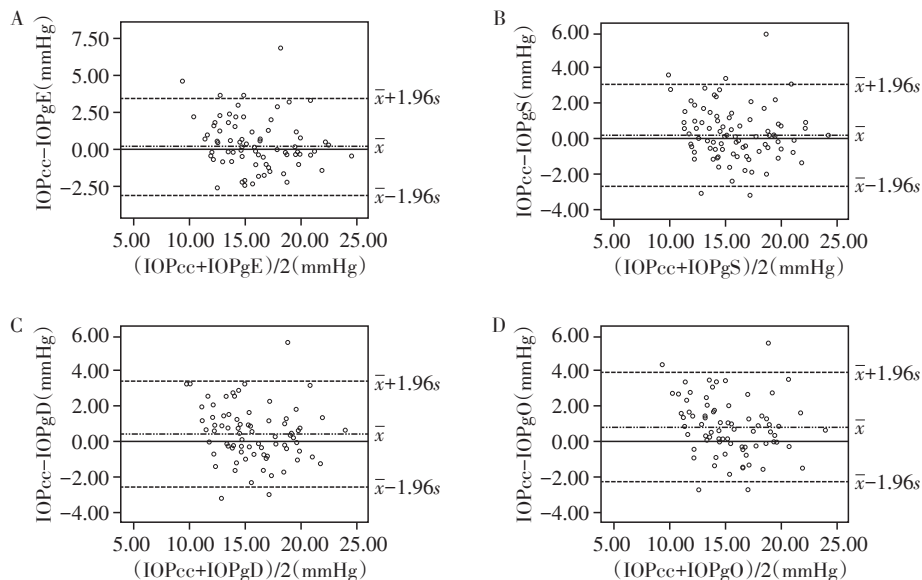 A
IOPcc−IOPgE(mmHg)
7.50
5.00
2.50
0.00
−2.50
x̅+1.96s
x̅
x̅−1.96s
5.00 10.00 15.00 20.00 25.00
(IOPcc+IOPgE)/2(mmHg)
B
IOPcc−IOPgS(mmHg)
6.00
4.00
2.00
0.00
−2.00
−4.00
x̅+1.96s
x̅
x̅−1.96s
5.00 10.00 15.00 20.00 25.00
(IOPcc+IOPgS)/2(mmHg)
C
IOPcc−IOPgD(mmHg)
6.00
4.00
2.00
0.00
−2.00
−4.00
x̅+1.96s
x̅
x̅−1.96s
5.00 10.00 15.00 20.00 25.00
(IOPcc+IOPgD)/2(mmHg)
D
IOPcc−IOPgO(mmHg)
6.00
4.00
2.00
0.00
−2.00
−4.00
x̅+1.96s
x̅
x̅−1.96s
5.00 10.00 15.00 20.00 25.00
(IOPcc+IOPgO)/2(mmHg)